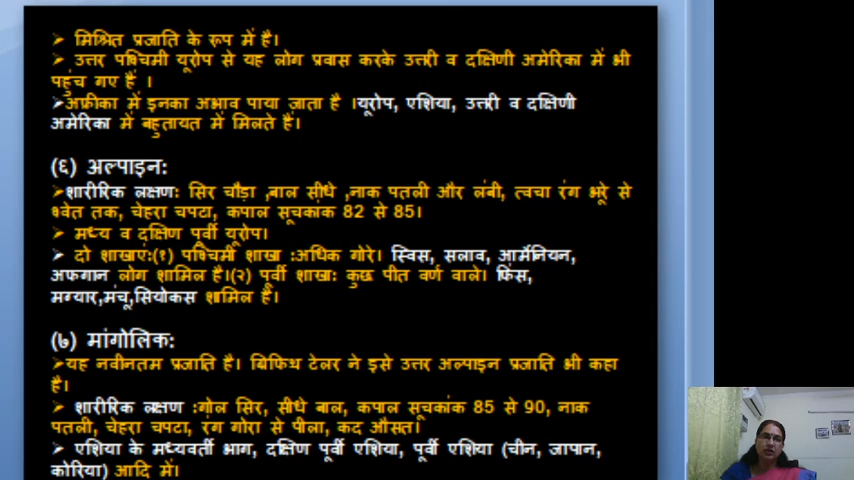 ➢ मिश्रित प्रजाति के रूप में है।
➢ उत्तर पश्चिमी यूरोप से यह लोग प्रवास करके उत्तरी व दक्षिणी अमेरिका में भी
पहुंच गए हैं ।
➢अफ्रीका में इनका अभाव पाया जाता है ।यूरोप, एशिया, उत्तरी व दक्षिणी
अमेरिका में बहुतायत में मिलते हैं।
(६) अल्पाइन:
➢शारीरिक लक्षण: सिर चौड़ा ,बाल सीधे ,नाक पतली और लंबी, त्वचा रंग भूरे से
श्वेत तक, चेहरा चपटा, कपाल सूचकांक 82 से 85।
➢ मध्य व दक्षिण पूर्वी यूरोप।
➢ दो शाखाएं:(१) पश्चिमी शाखा :अधिक गोरे। स्विस, सलाव, आर्मेनियन,
अफगान लोग शामिल है।(२) पूर्वी शाखा: कुछ पीत वर्ण वाले। फिंस,
मग्यार,मंचू,सियोकस शामिल हैं।
(७) मांगोलिक:
➢यह नवीनतम प्रजाति है। ग्रिफिथ टेलर ने इसे उत्तर अल्पाइन प्रजाति भी कहा
है।
➢ शारीरिक लक्षण :गोल सिर, सीधे बाल, कपाल सूचकांक 85 से 90, नाक
पतली, चेहरा चपटा, रंग गोरा से पीला, कद औसत।
➢ एशिया के मध्यवर्ती भाग, दक्षिण पूर्वी एशिया, पूर्वी एशिया (चीन, जापान,
कोरिया) आदि में।